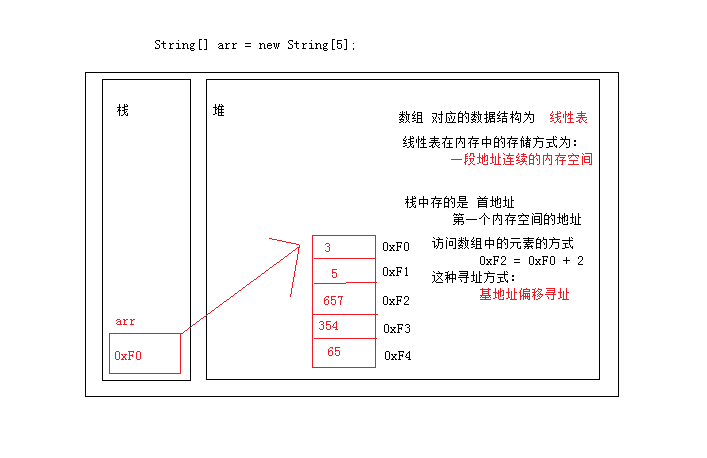 String[] arr = new String[5];
栈
堆
数组 对应的数据结构为 线性表
线性表在内存中的存储方式为:
一段地址连续的内存空间
栈中存的是 首地址
第一个内存空间的地址
访问数组中的元素的方式
0xF2 = 0xF0 + 2
这种寻址方式:
基地址偏移寻址
3 0xF0
5 0xF1
657 0xF2
354 0xF3
65 0xF4
arr
0xF0